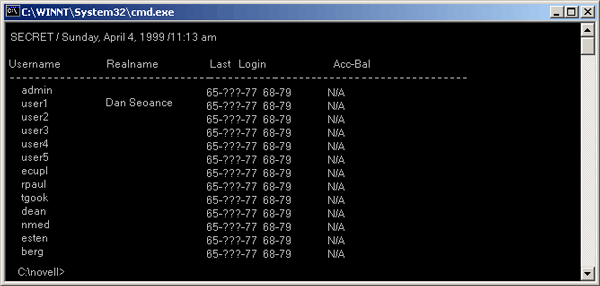 C:\WINNT\System32\cmd.exe
SECRET / Sunday, April 4, 1999 /11:13 am
Username Realname Last Login Acc-Bal
admin 65-???-77 68-79 N/A
user1 Dan Seoance 65-???-77 68-79 N/A
user2 65-???-77 68-79 N/A
user3 65-???-77 68-79 N/A
user4 65-???-77 68-79 N/A
user5 65-???-77 68-79 N/A
ecupl 65-???-77 68-79 N/A
rpaul 65-???-77 68-79 N/A
tgook 65-???-77 68-79 N/A
dean 65-???-77 68-79 N/A
nmed 65-???-77 68-79 N/A
esten 65-???-77 68-79 N/A
berg 65-???-77 68-79 N/A
C:\novell>